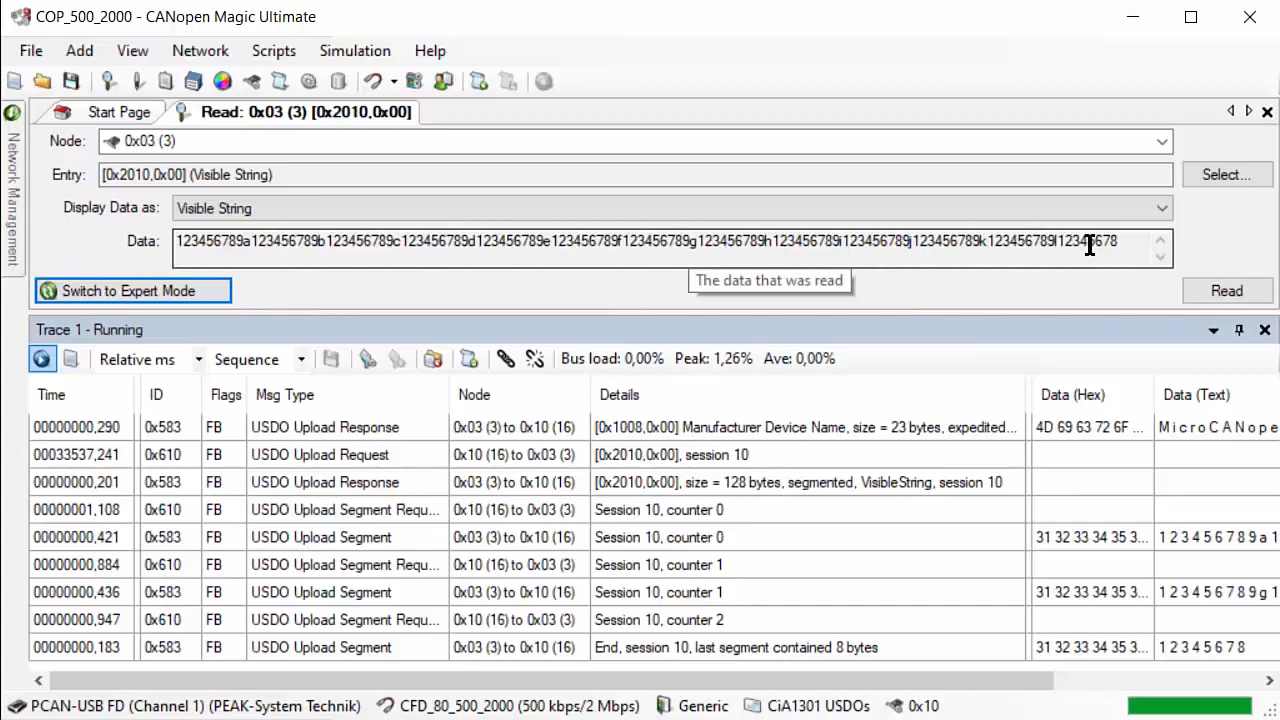 COP_500_2000 - CANopen Magic Ultimate
File Add View Network Scripts Simulation Help
Start Page Read: 0x03 (3) [0x2010,0x00]
Network Management
Node: 0x03 (3)
Entry: [0x2010,0x00] (Visible String) Select...
Display Data as: Visible String
Data: 123456789a123456789b123456789c123456789d123456789e123456789f123456789g123456789h123456789i123456789j123456789k123456789l12345678
The data that was read
Switch to Expert Mode Read
Trace 1 - Running
Relative ms Sequence Bus load: 0,00% Peak: 1,26% Ave: 0,00%
Time ID Flags Msg Type Node Details Data (Hex) Data (Text)
00000000,290 0x583 FB USDO Upload Response 0x03 (3) to 0x10 (16) [0x1008,0x00] Manufacturer Device Name, size = 23 bytes, expedited... 4D 69 63 72 6F ... M i c r o C A N o p e
00033537,241 0x610 FB USDO Upload Request 0x10 (16) to 0x03 (3) [0x2010,0x00], session 10
00000000,201 0x583 FB USDO Upload Response 0x03 (3) to 0x10 (16) [0x2010,0x00], size = 128 bytes, segmented, VisibleString, session 10
00000001,108 0x610 FB USDO Upload Segment Requ... 0x10 (16) to 0x03 (3) Session 10, counter 0
00000000,421 0x583 FB USDO Upload Segment 0x03 (3) to 0x10 (16) Session 10, counter 0 31 32 33 34 35 3... 1 2 3 4 5 6 7 8 9 a 1
00000000,884 0x610 FB USDO Upload Segment Requ... 0x10 (16) to 0x03 (3) Session 10, counter 1
00000000,436 0x583 FB USDO Upload Segment 0x03 (3) to 0x10 (16) Session 10, counter 1 31 32 33 34 35 3... 1 2 3 4 5 6 7 8 9 g 1
00000000,947 0x610 FB USDO Upload Segment Requ... 0x10 (16) to 0x03 (3) Session 10, counter 2
00000000,183 0x583 FB USDO Upload Segment 0x03 (3) to 0x10 (16) End, session 10, last segment contained 8 bytes 31 32 33 34 35 3... 1 2 3 4 5 6 7 8
PCAN-USB FD (Channel 1) (PEAK-System Technik) CFD_80_500_2000 (500 kbps/2 Mbps) Generic CiA1301 USDOs 0x10